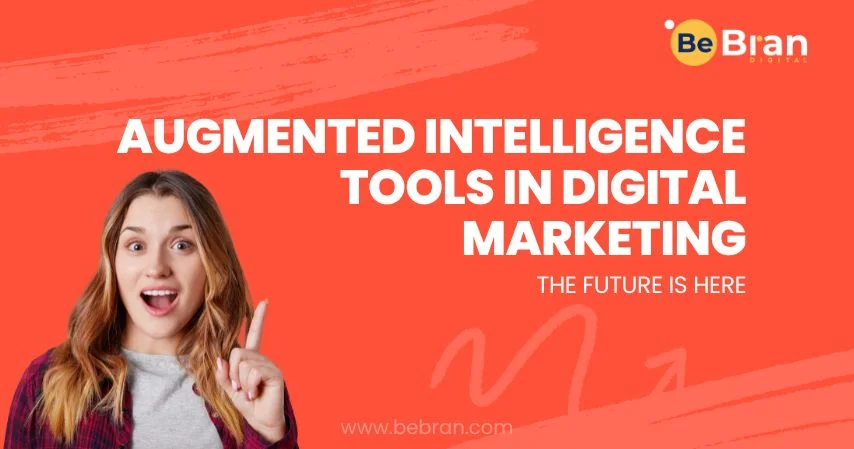 BeBran
DIGITAL
AUGMENTED INTELLIGENCE
TOOLS IN DIGITAL
MARKETING
THE FUTURE IS HERE
www.bebran.com